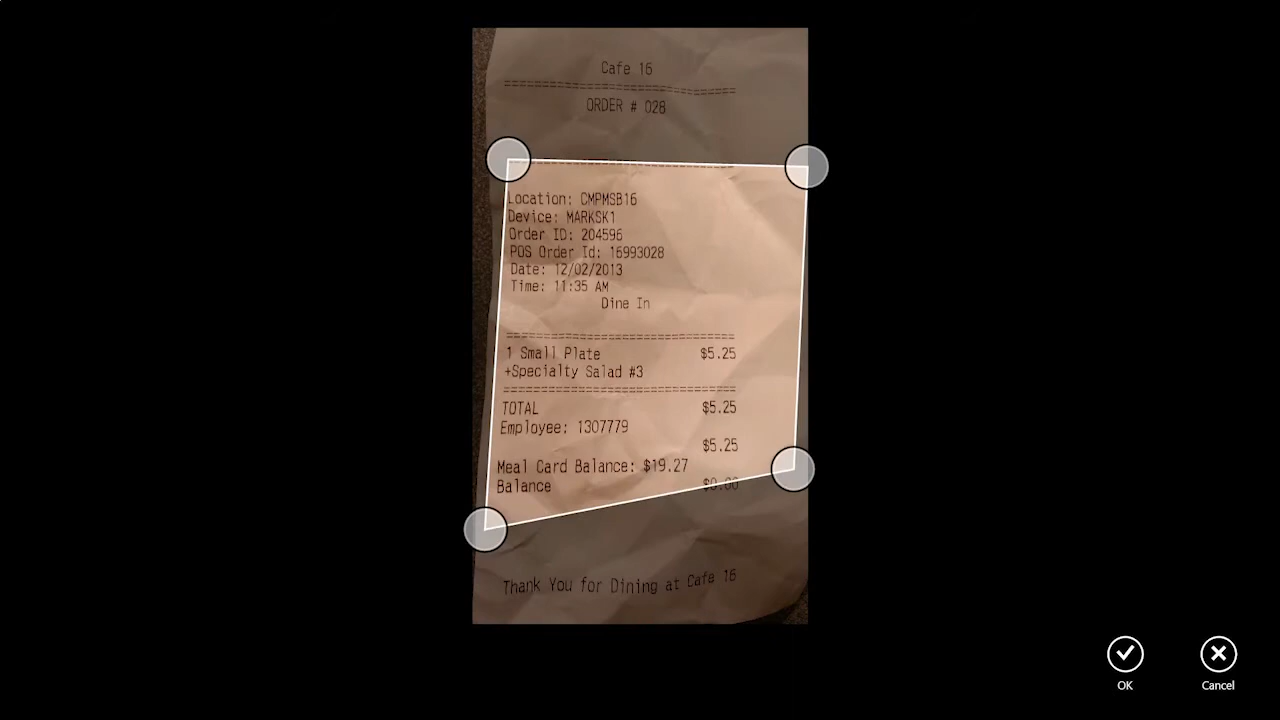 Cafe 16
ORDER # 028
Location: CMPMSB16
Device: MARKSK1
Order ID: 204596
POS Order Id: 16993028
Date: 12/02/2013
Time: 11:35 AM
Dine In
1 Small Plate $5.25
+Specialty Salad #3
TOTAL $5.25
Employee: 1307779
$5.25
Meal Card Balance: $19.27
Balance $0.00
Thank You for Dining at Cafe 16
OK
Cancel